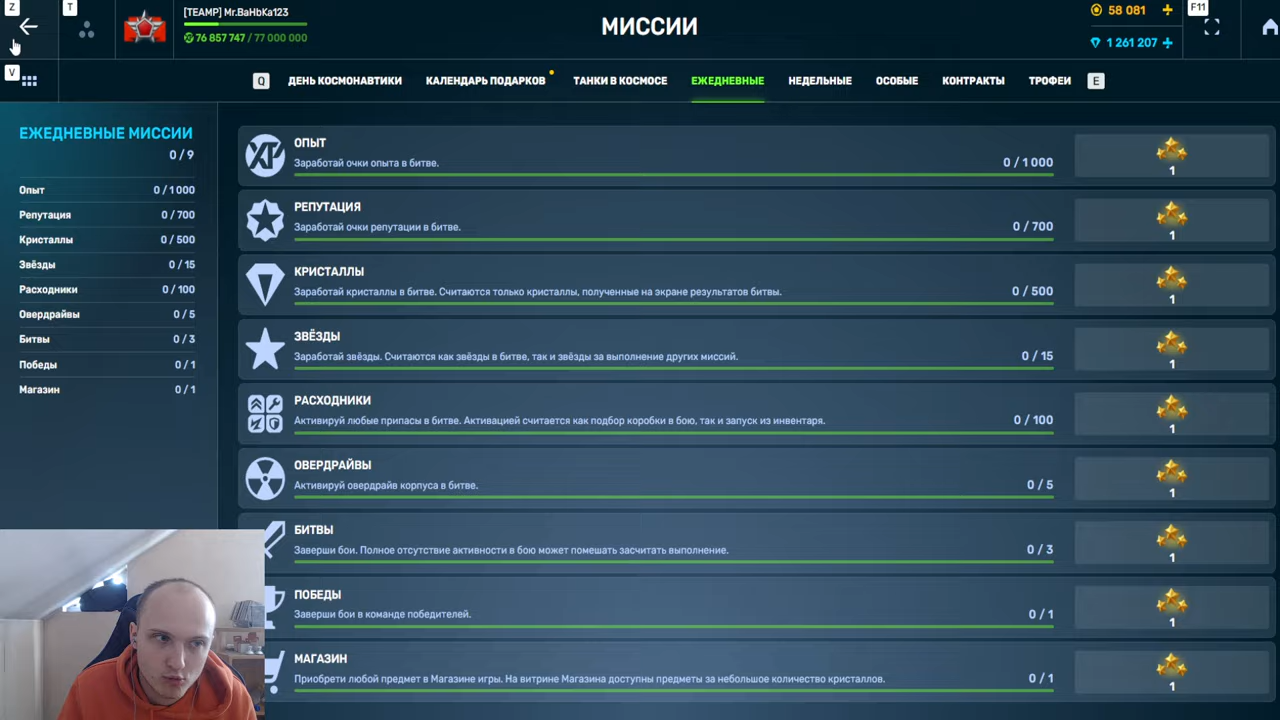 Z
T
[TEAMP] Mr.BaHbKa123
76 857 747 / 77 000 000
МИССИИ
58 081
1 261 207
F11
V
Q
ДЕНЬ КОСМОНАВТИКИ
КАЛЕНДАРЬ ПОДАРКОВ
ТАНКИ В КОСМОСЕ
ЕЖЕДНЕВНЫЕ
НЕДЕЛЬНЫЕ
ОСОБЫЕ
КОНТРАКТЫ
ТРОФЕИ
E
ЕЖЕДНЕВНЫЕ МИССИИ
0 / 9
Опыт 0 / 1 000
Репутация 0 / 700
Кристаллы 0 / 500
Звёзды 0 / 15
Расходники 0 / 100
Овердрайвы 0 / 5
Битвы 0 / 3
Победы 0 / 1
Магазин 0 / 1
XP
ОПЫТ
Заработай очки опыта в битве.
0 / 1 000
1
РЕПУТАЦИЯ
Заработай очки репутации в битве.
0 / 700
1
КРИСТАЛЛЫ
Заработай кристаллы в битве. Считаются только кристаллы, полученные на экране результатов битвы.
0 / 500
1
ЗВЁЗДЫ
Заработай звёзды. Считаются как звёзды в битве, так и звёзды за выполнение других миссий.
0 / 15
1
РАСХОДНИКИ
Активируй любые припасы в битве. Активацией считается как подбор коробки в бою, так и запуск из инвентаря.
0 / 100
1
ОВЕРДРАЙВЫ
Активируй овердрайв корпуса в битве.
0 / 5
1
БИТВЫ
Заверши бои. Полное отсутствие активности в бою может помешать засчитать выполнение.
0 / 3
1
ПОБЕДЫ
Заверши бои в команде победителей.
0 / 1
1
МАГАЗИН
Приобрети любой предмет в Магазине игры. На витрине Магазина доступны предметы за небольшое количество кристаллов.
0 / 1
1